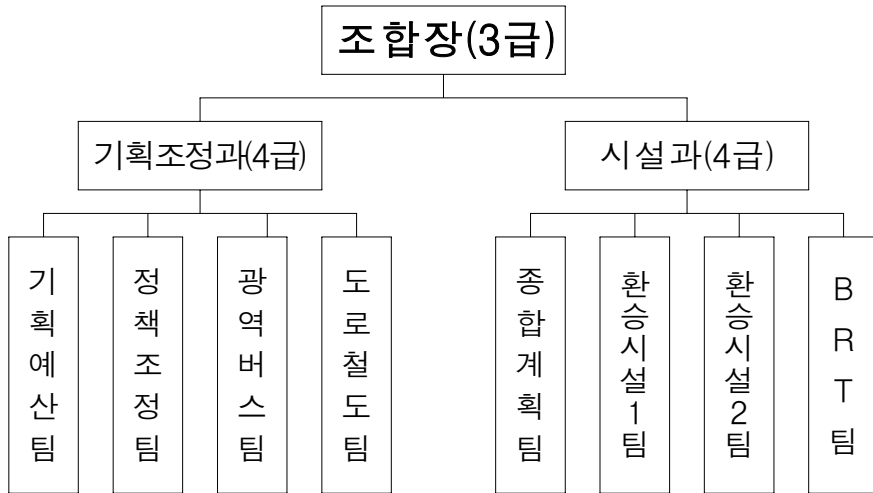 조합장(3급)
기획조정과(4급)
시설과(4급)
기획예산팀
정책조정팀
광역버스팀
도로철도팀
종합계획팀
환승시설1팀
환승시설2팀
BRT팀